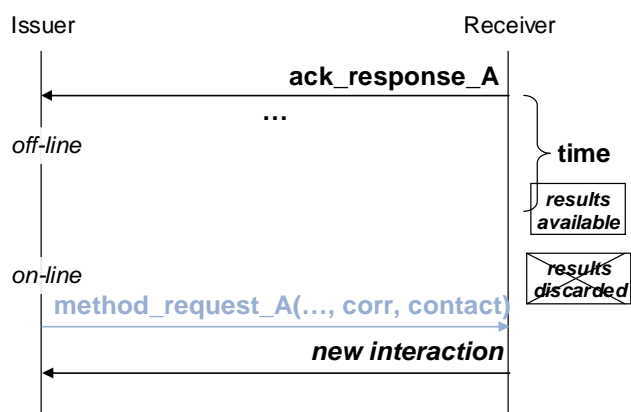 Issuer
Receiver
ack_response_A
...
off-line
time
results
available
on-line
results
discarded
method_request_A(..., corr, contact)
new interaction